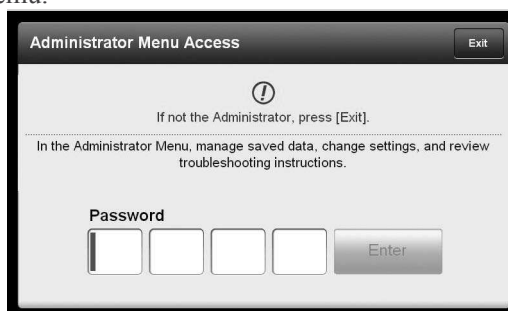 Administrator Menu Access
Exit
If not the Administrator, press [Exit].
In the Administrator Menu, manage saved data, change settings, and review
troubleshooting instructions.
Password
Enter